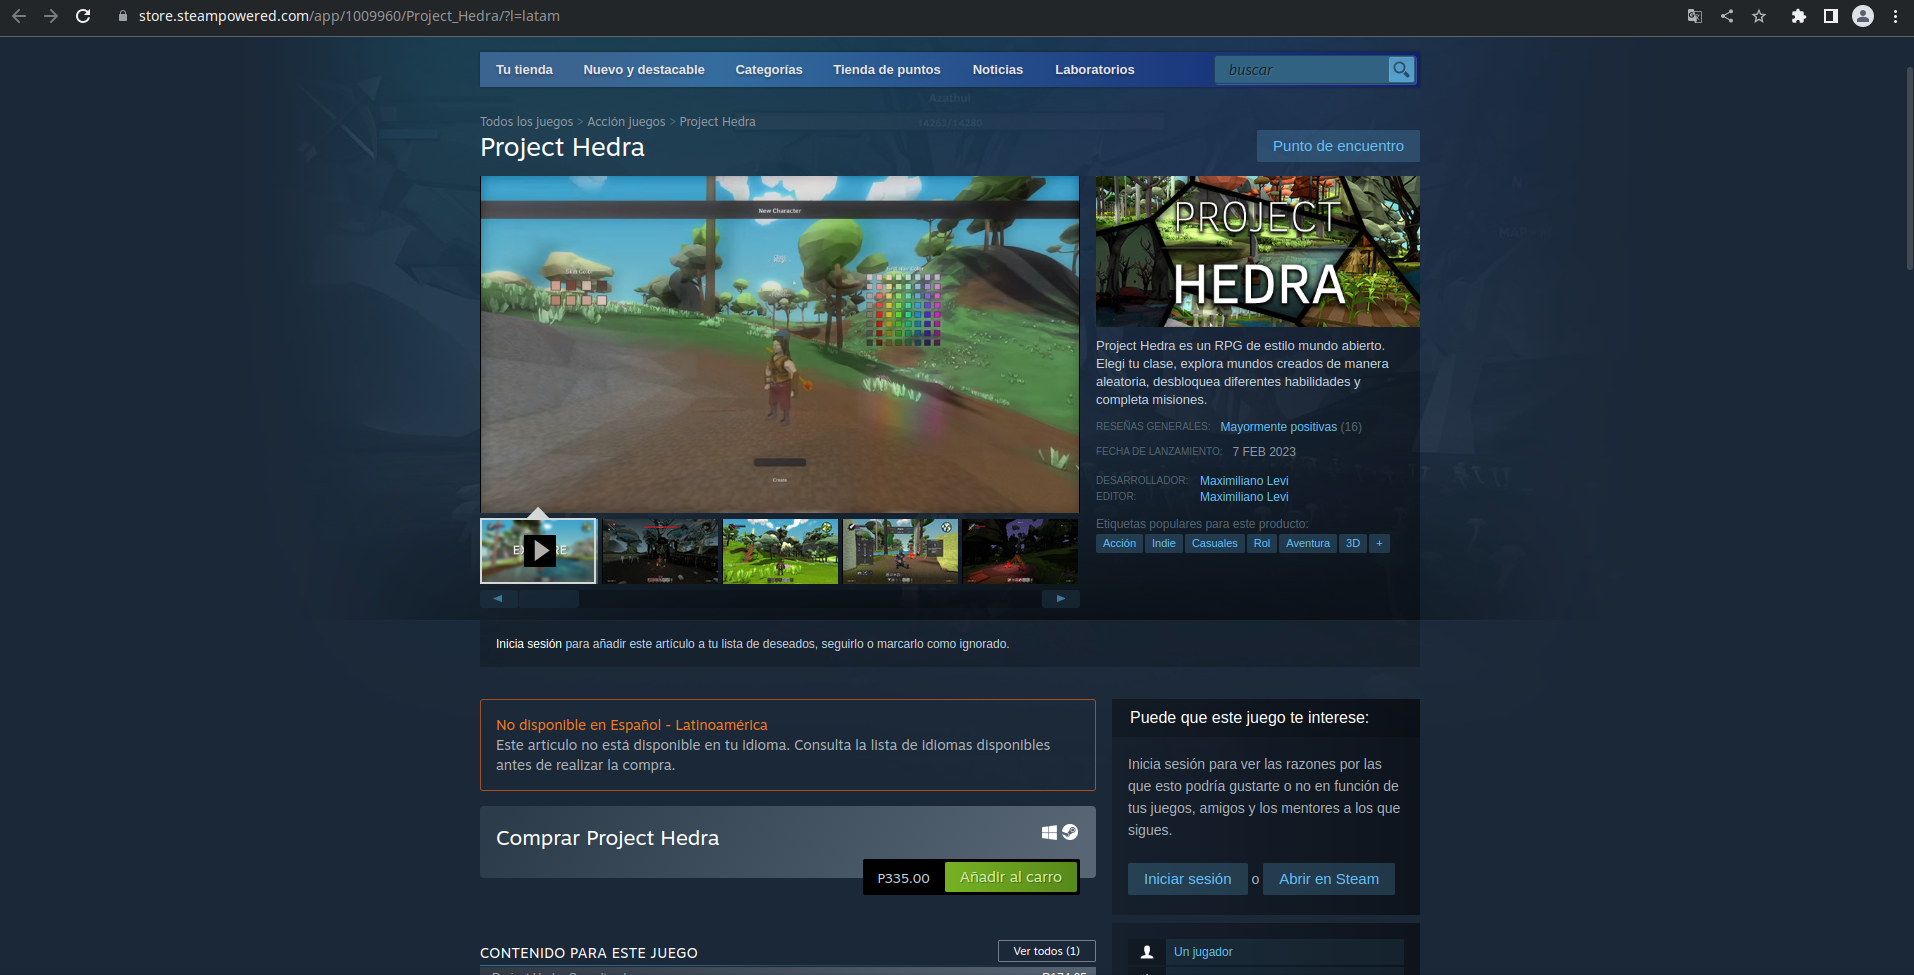 store.steampowered.com/app/1009960/Project_Hedra/?l=latam
Tu tienda Nuevo y destacable Categorías Tienda de puntos Noticias Laboratorios buscar
Azathul
14263/14280
Todos los juegos > Acción juegos > Project Hedra
Project Hedra
Punto de encuentro
New Character
Skin Color
Create
PROJECT
HEDRA
Project Hedra es un RPG de estilo mundo abierto.
Elegi tu clase, explora mundos creados de manera
aleatoria, desbloquea diferentes habilidades y
completa misiones.
RESEÑAS GENERALES: Mayormente positivas (16)
FECHA DE LANZAMIENTO: 7 FEB 2023
DESARROLLADOR: Maximiliano Levi
EDITOR: Maximiliano Levi
Etiquetas populares para este producto:
Acción Indie Casuales Rol Aventura 3D +
Inicia sesión para añadir este artículo a tu lista de deseados, seguirlo o marcarlo como ignorado.
No disponible en Español - Latinoamérica
Este artículo no está disponible en tu idioma. Consulta la lista de idiomas disponibles
antes de realizar la compra.
Comprar Project Hedra
P335.00 Añadir al carro
CONTENIDO PARA ESTE JUEGO
Ver todos (1)
Puede que este juego te interese:
Inicia sesión para ver las razones por las
que esto podría gustarte o no en función de
tus juegos, amigos y los mentores a los que
sigues.
Iniciar sesión o Abrir en Steam
Un jugador